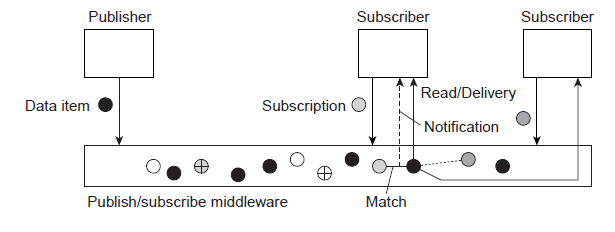 Publisher
Subscriber
Subscriber
Data item
Subscription
Read/Delivery
Notification
Publish/subscribe middleware
Match